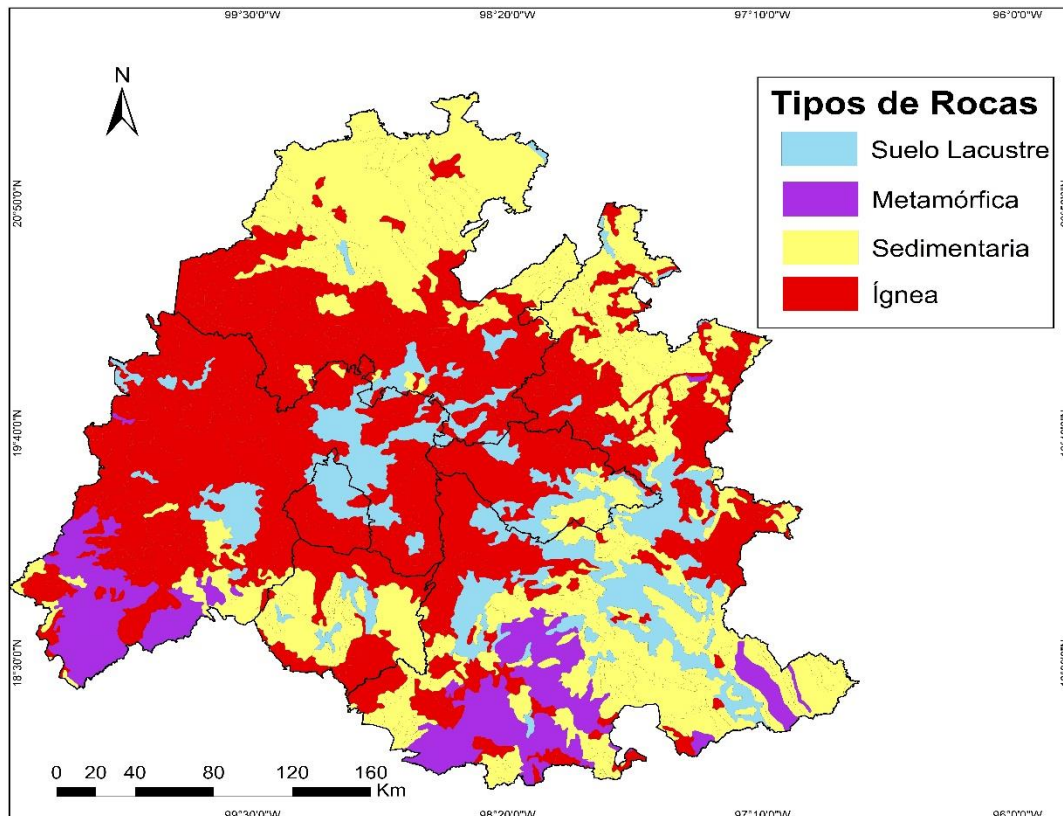 99°30'0"W 98°20'0"W 97°10'0"W 96°0'0"W
N
Tipos de Rocas
Suelo Lacustre
Metamórfica
Sedimentaria
Ígnea
20°50'0"N
19°40'0"N
18°30'0"N
0 20 40 80 120 160
Km
99°30'0"W 98°20'0"W 97°10'0"W 96°0'0"W